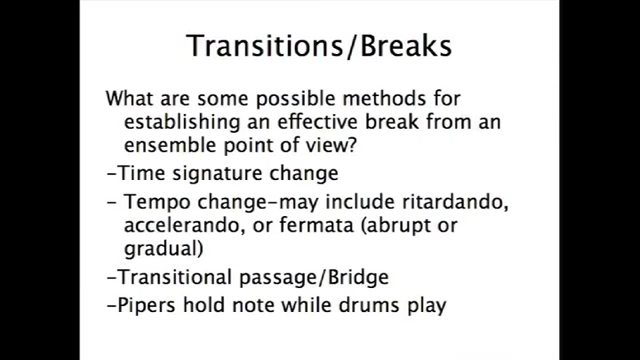 Transitions/Breaks
What are some possible methods for
establishing an effective break from an
ensemble point of view?
-Time signature change
- Tempo change-may include ritardando,
accelerando, or fermata (abrupt or
gradual)
-Transitional passage/Bridge
-Pipers hold note while drums play